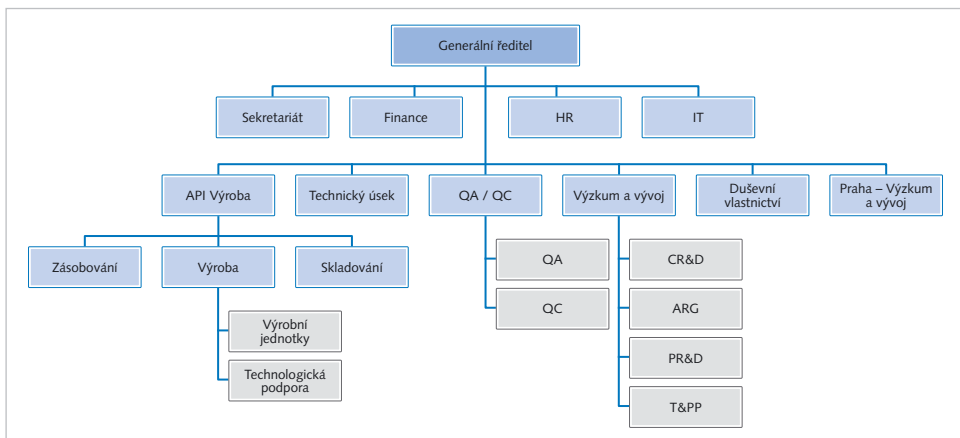 Generální ředitel
Sekretariát
Finance
HR
IT
API Výroba
Technický úsek
QA / QC
Výzkum a vývoj
Duševní
vlastnictví
Praha – Výzkum
a vývoj
Zásobování
Výroba
Skladování
QA
CR&D
QC
ARG
Výrobní
jednotky
PR&D
Technologická
podpora
T&PP